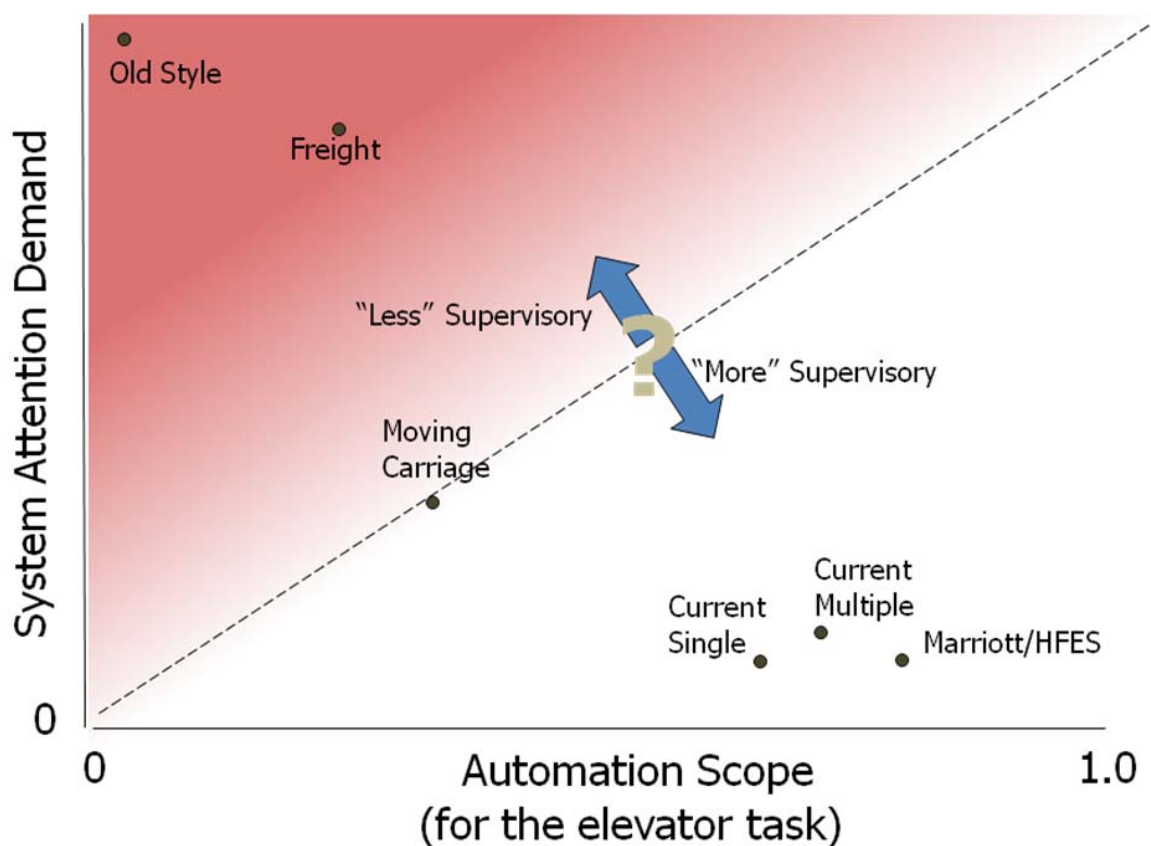 Old Style
Freight
System Attention Demand
“Less” Supervisory
?
“More” Supervisory
Moving
Carriage
Current
Multiple
Current
Single
Marriott/HFES
0
0
1.0
Automation Scope
(for the elevator task)